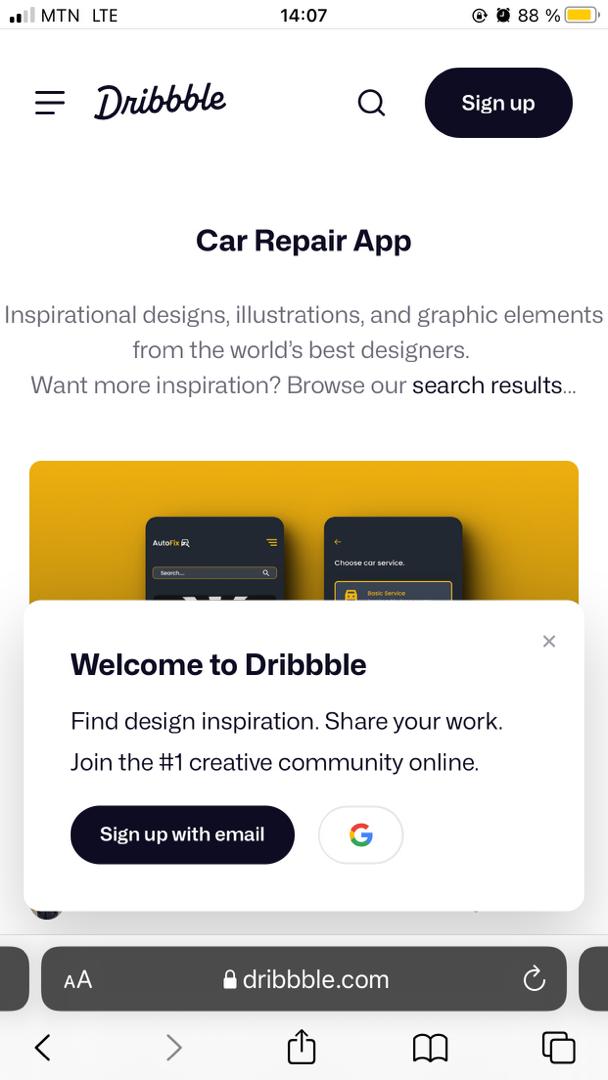 MTN LTE 14:07 88 %
Dribbble Sign up
Car Repair App
Inspirational designs, illustrations, and graphic elements
from the world’s best designers.
Want more inspiration? Browse our search results...
AutoFix
Search...
Choose car service.
Basic Service
Welcome to Dribbble
Find design inspiration. Share your work.
Join the #1 creative community online.
Sign up with email G
AA dribbble.com